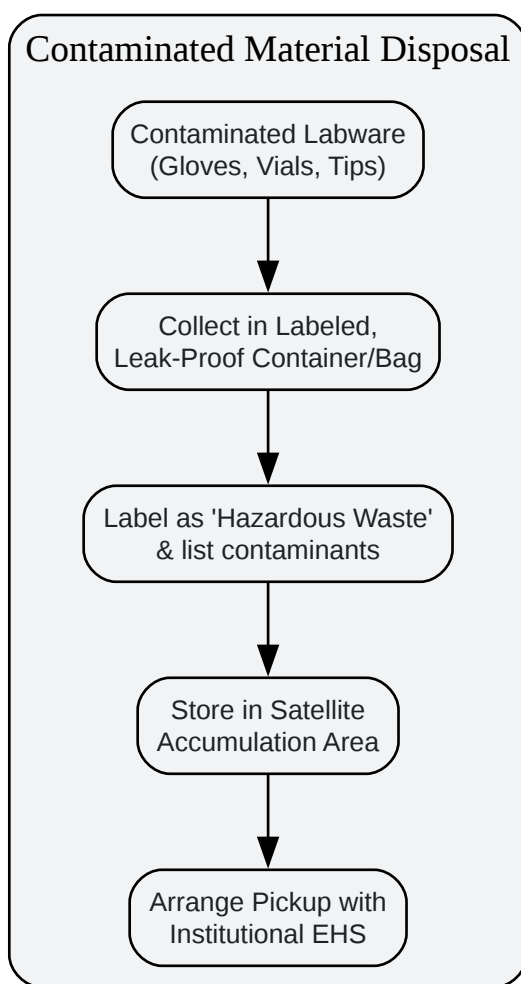 Contaminated Material Disposal
Contaminated Labware
(Gloves, Vials, Tips)
Collect in Labeled,
Leak-Proof Container/Bag
Label as 'Hazardous Waste'
& list contaminants
Store in Satellite
Accumulation Area
Arrange Pickup with
Institutional EHS